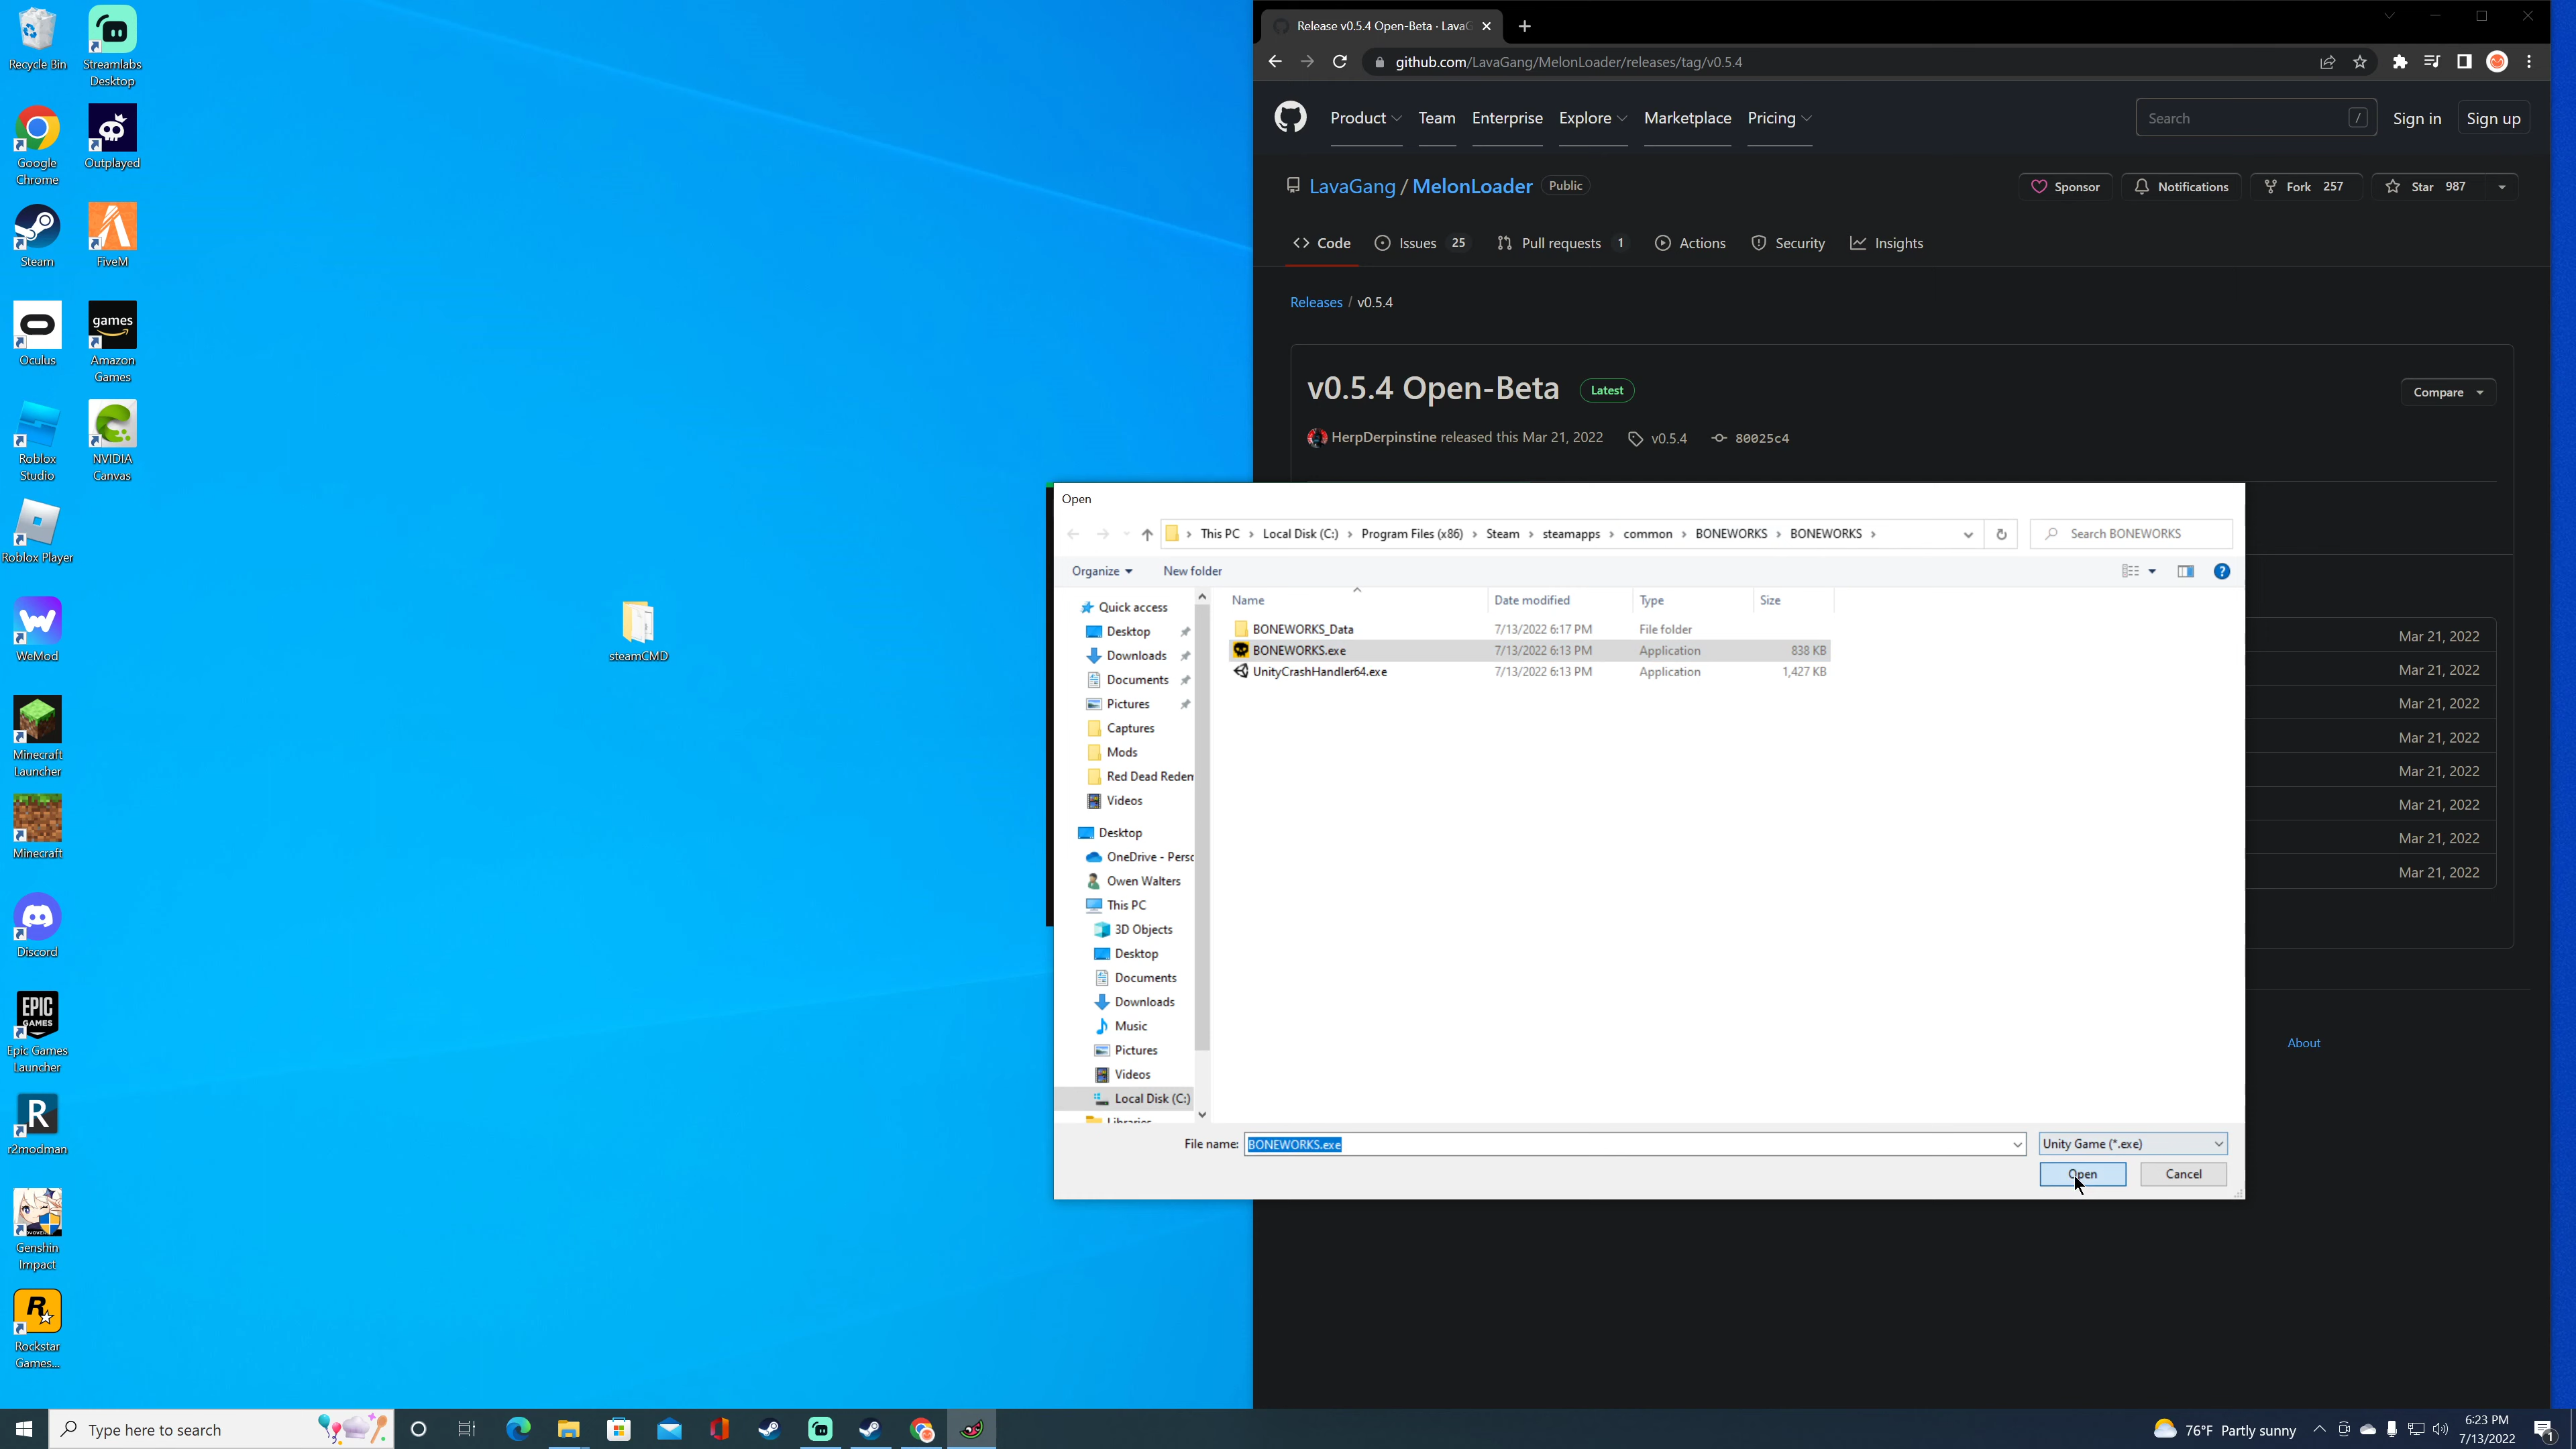 Recycle Bin
Streamlabs
Desktop
Google
Chrome
Outplayed
Steam
FiveM
Oculus
games
Amazon
Games
Roblox
Studio
NVIDIA
Canvas
Roblox Player
WeMod
Minecraft
Launcher
Minecraft
Discord
EPIC
GAMES
Epic Games
Launcher
R
r2modman
Genshin
Impact
R
Rockstar
Games...
steamCMD
Release v0.5.4 Open-Beta · LavaG
github.com/LavaGang/MelonLoader/releases/tag/v0.5.4
Product Team Enterprise Explore Marketplace Pricing
Search /
Sign in Sign up
LavaGang / MelonLoader Public
Sponsor Notifications Fork 257 Star 987
Code Issues 25 Pull requests 1 Actions Security Insights
Releases / v0.5.4
v0.5.4 Open-Beta Latest
Compare
HerpDerpinstine released this Mar 21, 2022 v0.5.4 80025c4
Open
This PC › Local Disk (C:) › Program Files (x86) › Steam › steamapps › common › BONEWORKS › BONEWORKS ›
Search BONEWORKS
Organize New folder
Quick access
Desktop
Downloads
Documents
Pictures
Captures
Mods
Red Dead Reden
Videos
Desktop
OneDrive - Perso
Owen Walters
This PC
3D Objects
Desktop
Documents
Downloads
Music
Pictures
Videos
Local Disk (C:)
Libraries
Name Date modified Type Size
BONEWORKS_Data 7/13/2022 6:17 PM File folder
BONEWORKS.exe 7/13/2022 6:13 PM Application 838 KB
UnityCrashHandler64.exe 7/13/2022 6:13 PM Application 1,427 KB
File name: BONEWORKS.exe
Unity Game (*.exe)
Open Cancel
Mar 21, 2022
Mar 21, 2022
Mar 21, 2022
Mar 21, 2022
Mar 21, 2022
Mar 21, 2022
Mar 21, 2022
Mar 21, 2022
About
Type here to search
76°F Partly sunny
6:23 PM
7/13/2022
1